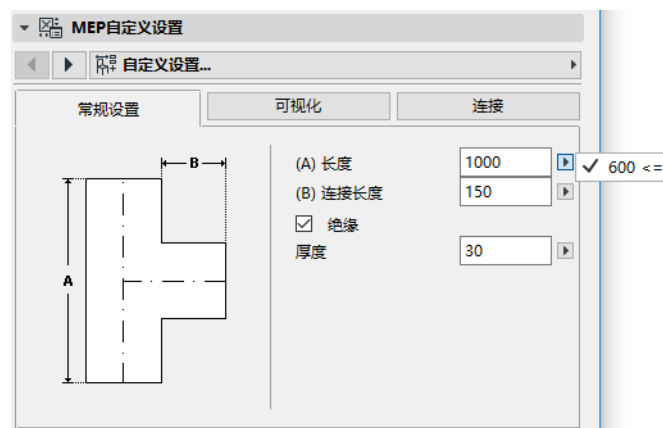 MEP自定义设置
自定义设置...
常规设置
可视化
连接
(A) 长度
1000
600 <=
(B) 连接长度
150
绝缘
厚度
30
B
A